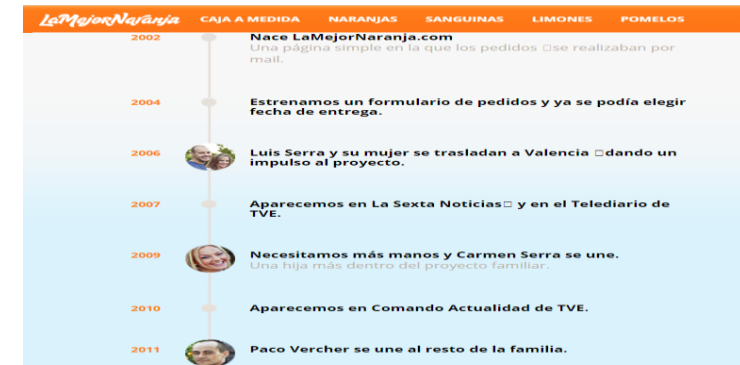 LaMejorNaranja CAJA A MEDIDA NARANJAS SANGUINAS LIMONES POMELOS
2002 Nace LaMejorNaranja.com
Una página simple en la que los pedidos □se realizaban por
mail.
2004 Estrenamos un formulario de pedidos y ya se podía elegir
fecha de entrega.
2006 Luis Serra y su mujer se trasladan a Valencia □dando un
impulso al proyecto.
2007 Aparecemos en La Sexta Noticias□ y en el Telediario de
TVE.
2009 Necesitamos más manos y Carmen Serra se une.
Una hija más dentro del proyecto familiar.
2010 Aparecemos en Comando Actualidad de TVE.
2011 Paco Vercher se une al resto de la familia.